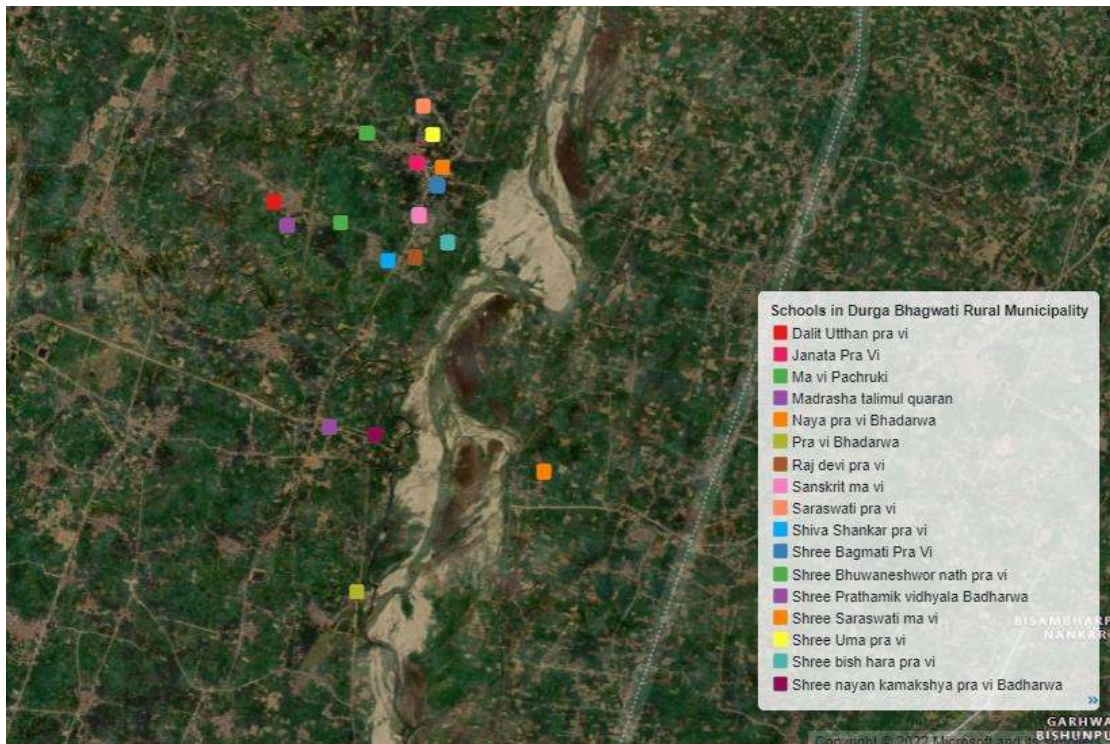 Schools in Durga Bhagwati Rural Municipality
Dalit Utthan pra vi
Janata Pra Vi
Ma vi Pachruki
Madrasha talimul quaran
Naya pra vi Bhadarwa
Pra vi Bhadarwa
Raj devi pra vi
Sanskrit ma vi
Saraswati pra vi
Shiva Shankar pra vi
Shree Bagmati Pra Vi
Shree Bhuwaneshwor nath pra vi
Shree Prathamik vidhyala Badharwa
Shree Saraswati ma vi
Shree Uma pra vi
Shree bish hara pra vi
Shree nayan kamakshya pra vi Badharwa
»
NANKAR
GARHWA
BISHUNPU
Copyright © 2022 Microsoft and its